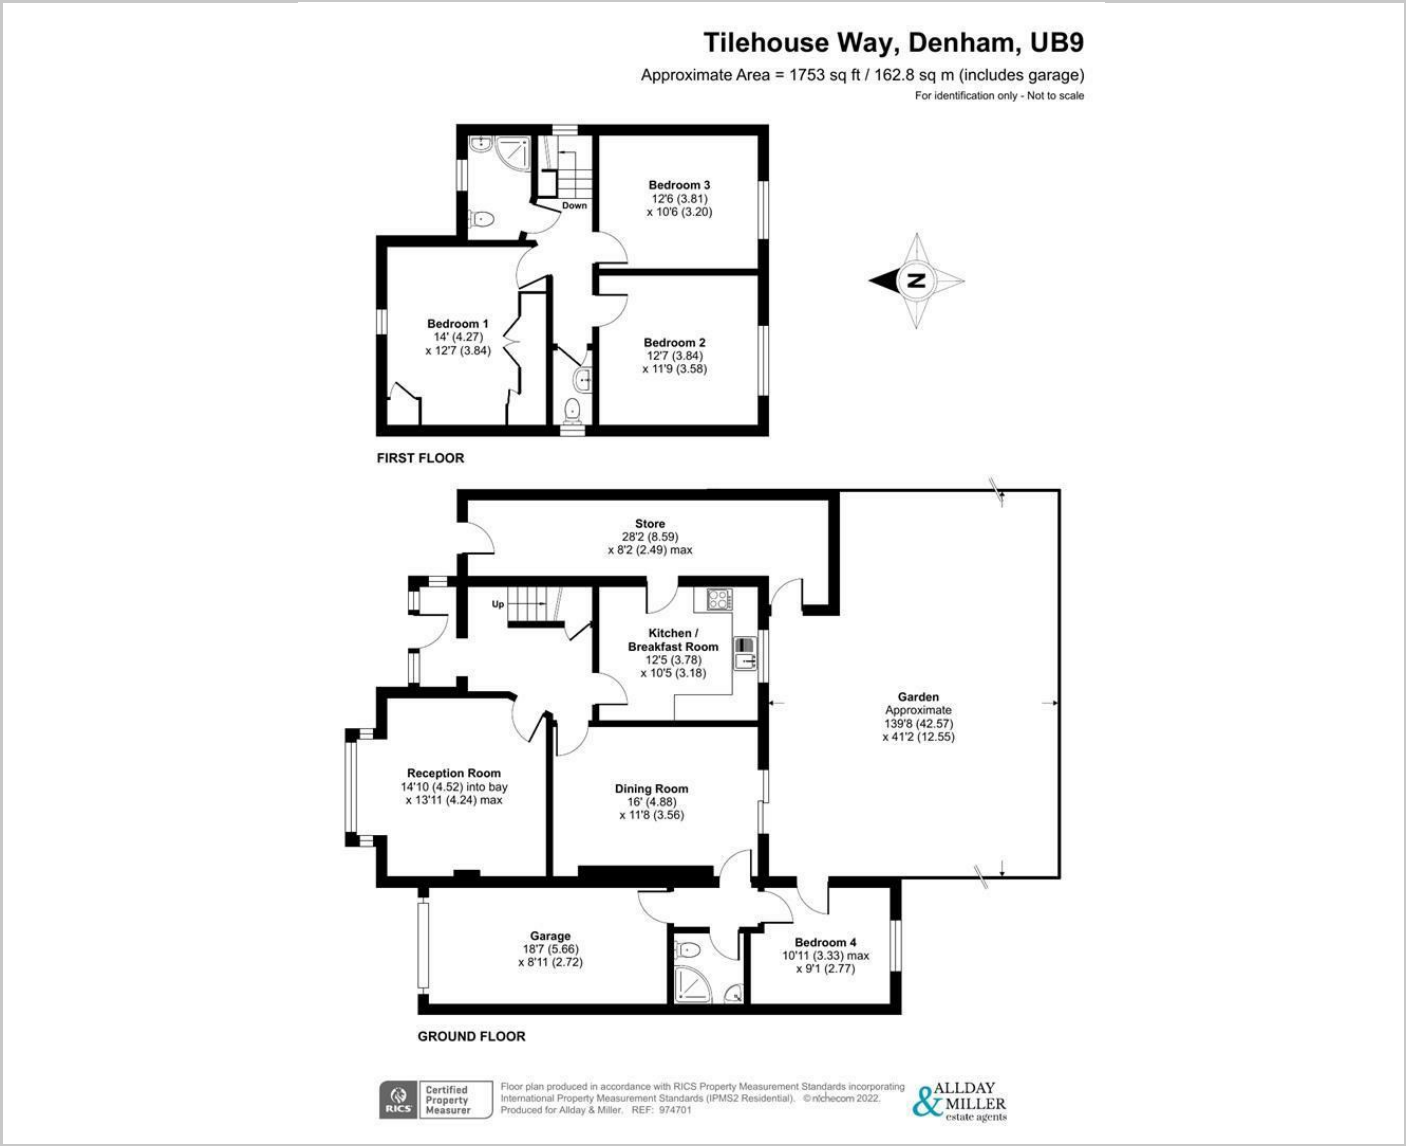 Tilehouse Way, Denham, UB9
Approximate Area = 1753 sq ft / 162.8 sq m (includes garage)
For identification only - Not to scale
Bedroom 3
12'6 (3.81)
x 10'6 (3.20)
Down
Bedroom 1
14' (4.27)
x 12'7 (3.84)
Bedroom 2
12'7 (3.84)
x 11'9 (3.58)
N
FIRST FLOOR
Store
28'2 (8.59)
x 8'2 (2.49) max
Up
Kitchen /
Breakfast Room
12'5 (3.78)
x 10'5 (3.18)
Garden
Approximate
139'8 (42.57)
x 41'2 (12.55)
Reception Room
14'10 (4.52) into bay
x 13'11 (4.24) max
Dining Room
16' (4.88)
x 11'8 (3.56)
Garage
18'7 (5.66)
x 8'11 (2.72)
Bedroom 4
10'11 (3.33) max
x 9'1 (2.77)
GROUND FLOOR
RICS
Certified
Property
Measurer
Floor plan produced in accordance with RICS Property Measurement Standards incorporating
International Property Measurement Standards (IPMS2 Residential). © nichecom 2022.
Produced for Allday & Miller. REF: 974701
ALLDAY
& MILLER
estate agents